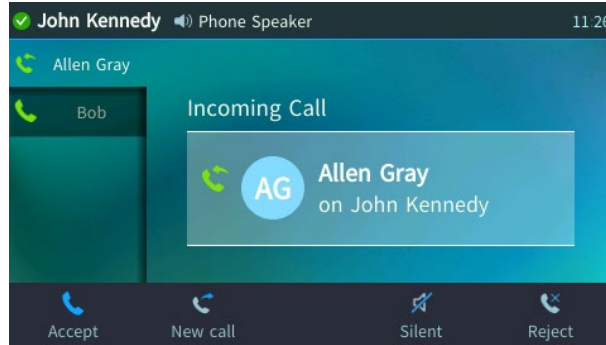 John Kennedy Phone Speaker 11:26
Allen Gray
Bob
Incoming Call
AG
Allen Gray
on John Kennedy
Accept New call Silent Reject